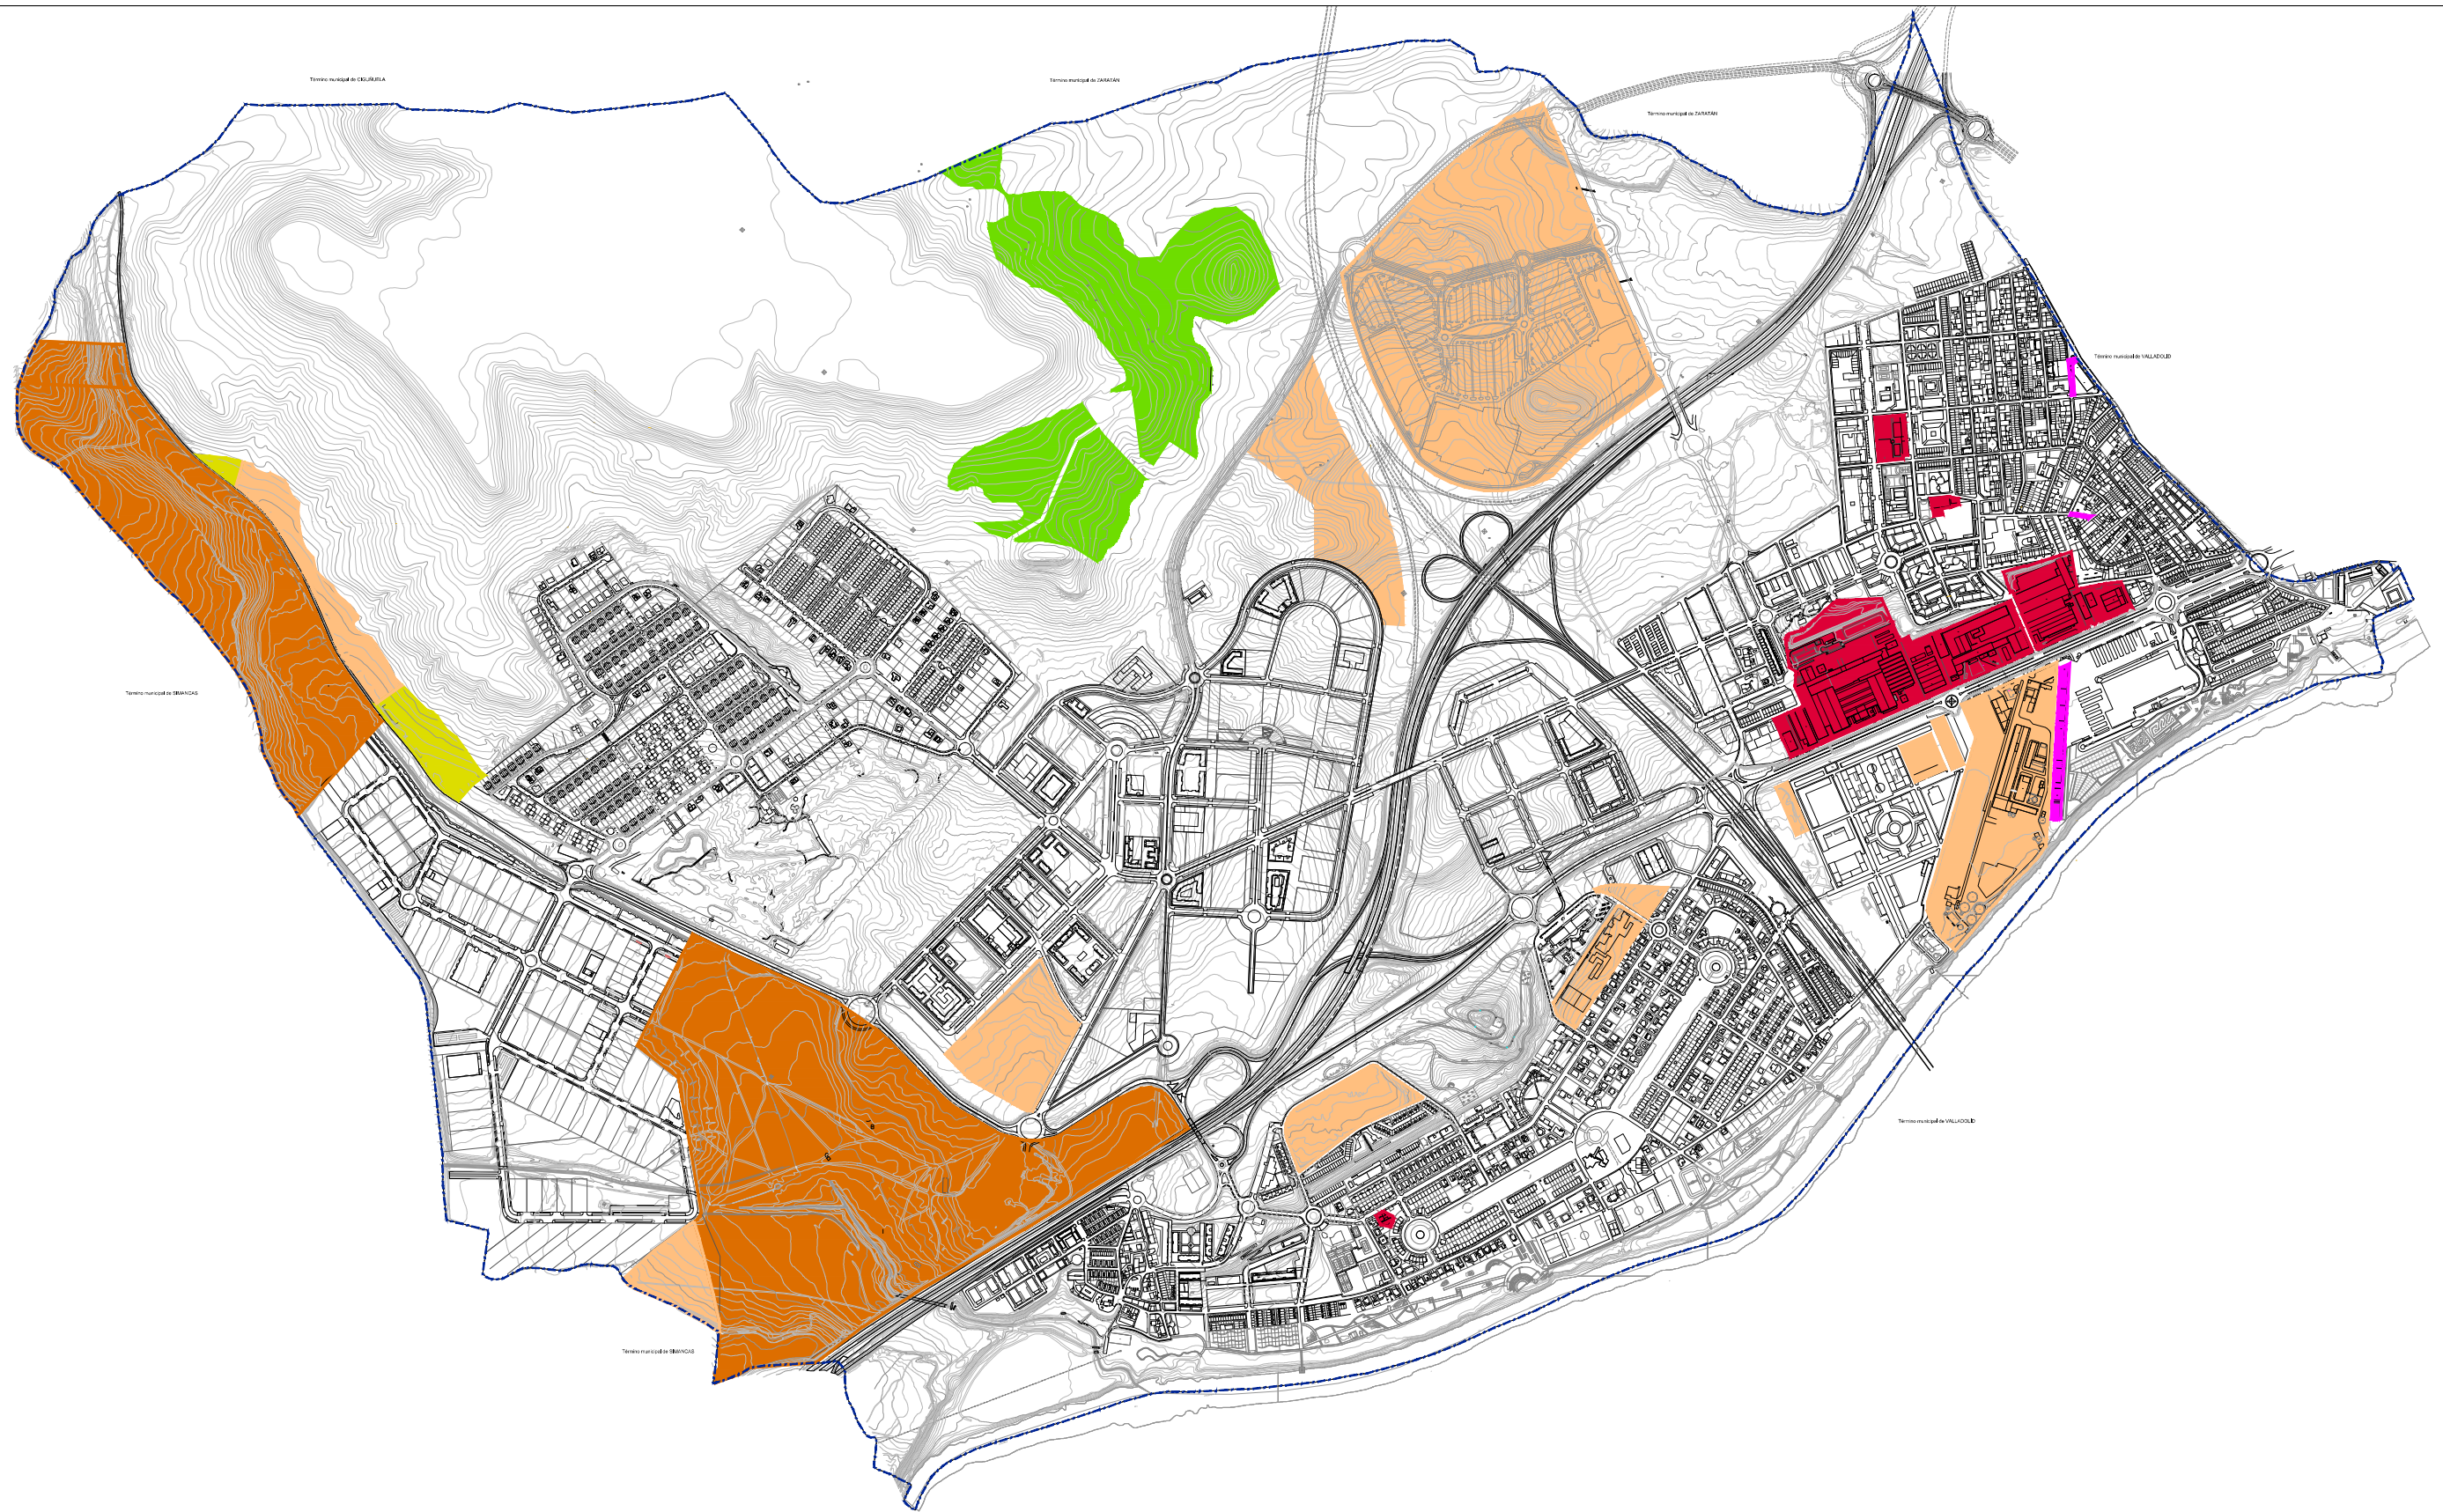 Término municipal de CIGUÑUELA
Término municipal de ZARATÁN
Término municipal de ZARATÁN
Término municipal de VALLADOLID
Término municipal de SIMANCAS
Término municipal de VALLADOLID
Término municipal de SIMANCAS